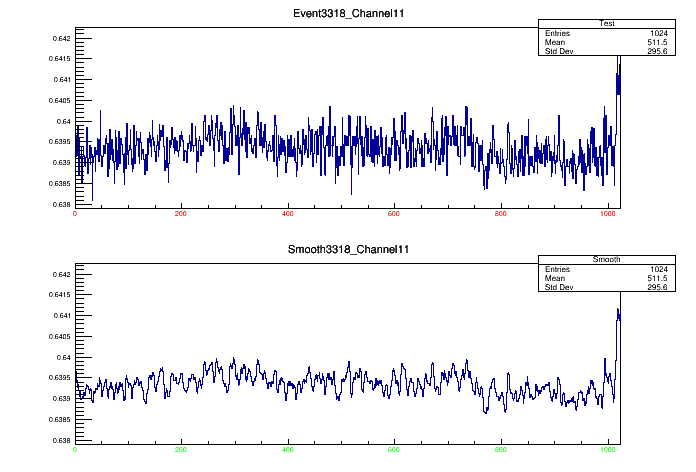 Event3318_Channel11
Test
Entries 1024
Mean 511.5
Std Dev 295.6
0.642
0.6415
0.641
0.6405
0.64
0.6395
0.639
0.6385
0.638
0 200 400 600 800 1000
Smooth3318_Channel11
Smooth
Entries 1024
Mean 511.5
Std Dev 295.6
0.642
0.6415
0.641
0.6405
0.64
0.6395
0.639
0.6385
0.638
0 200 400 600 800 1000